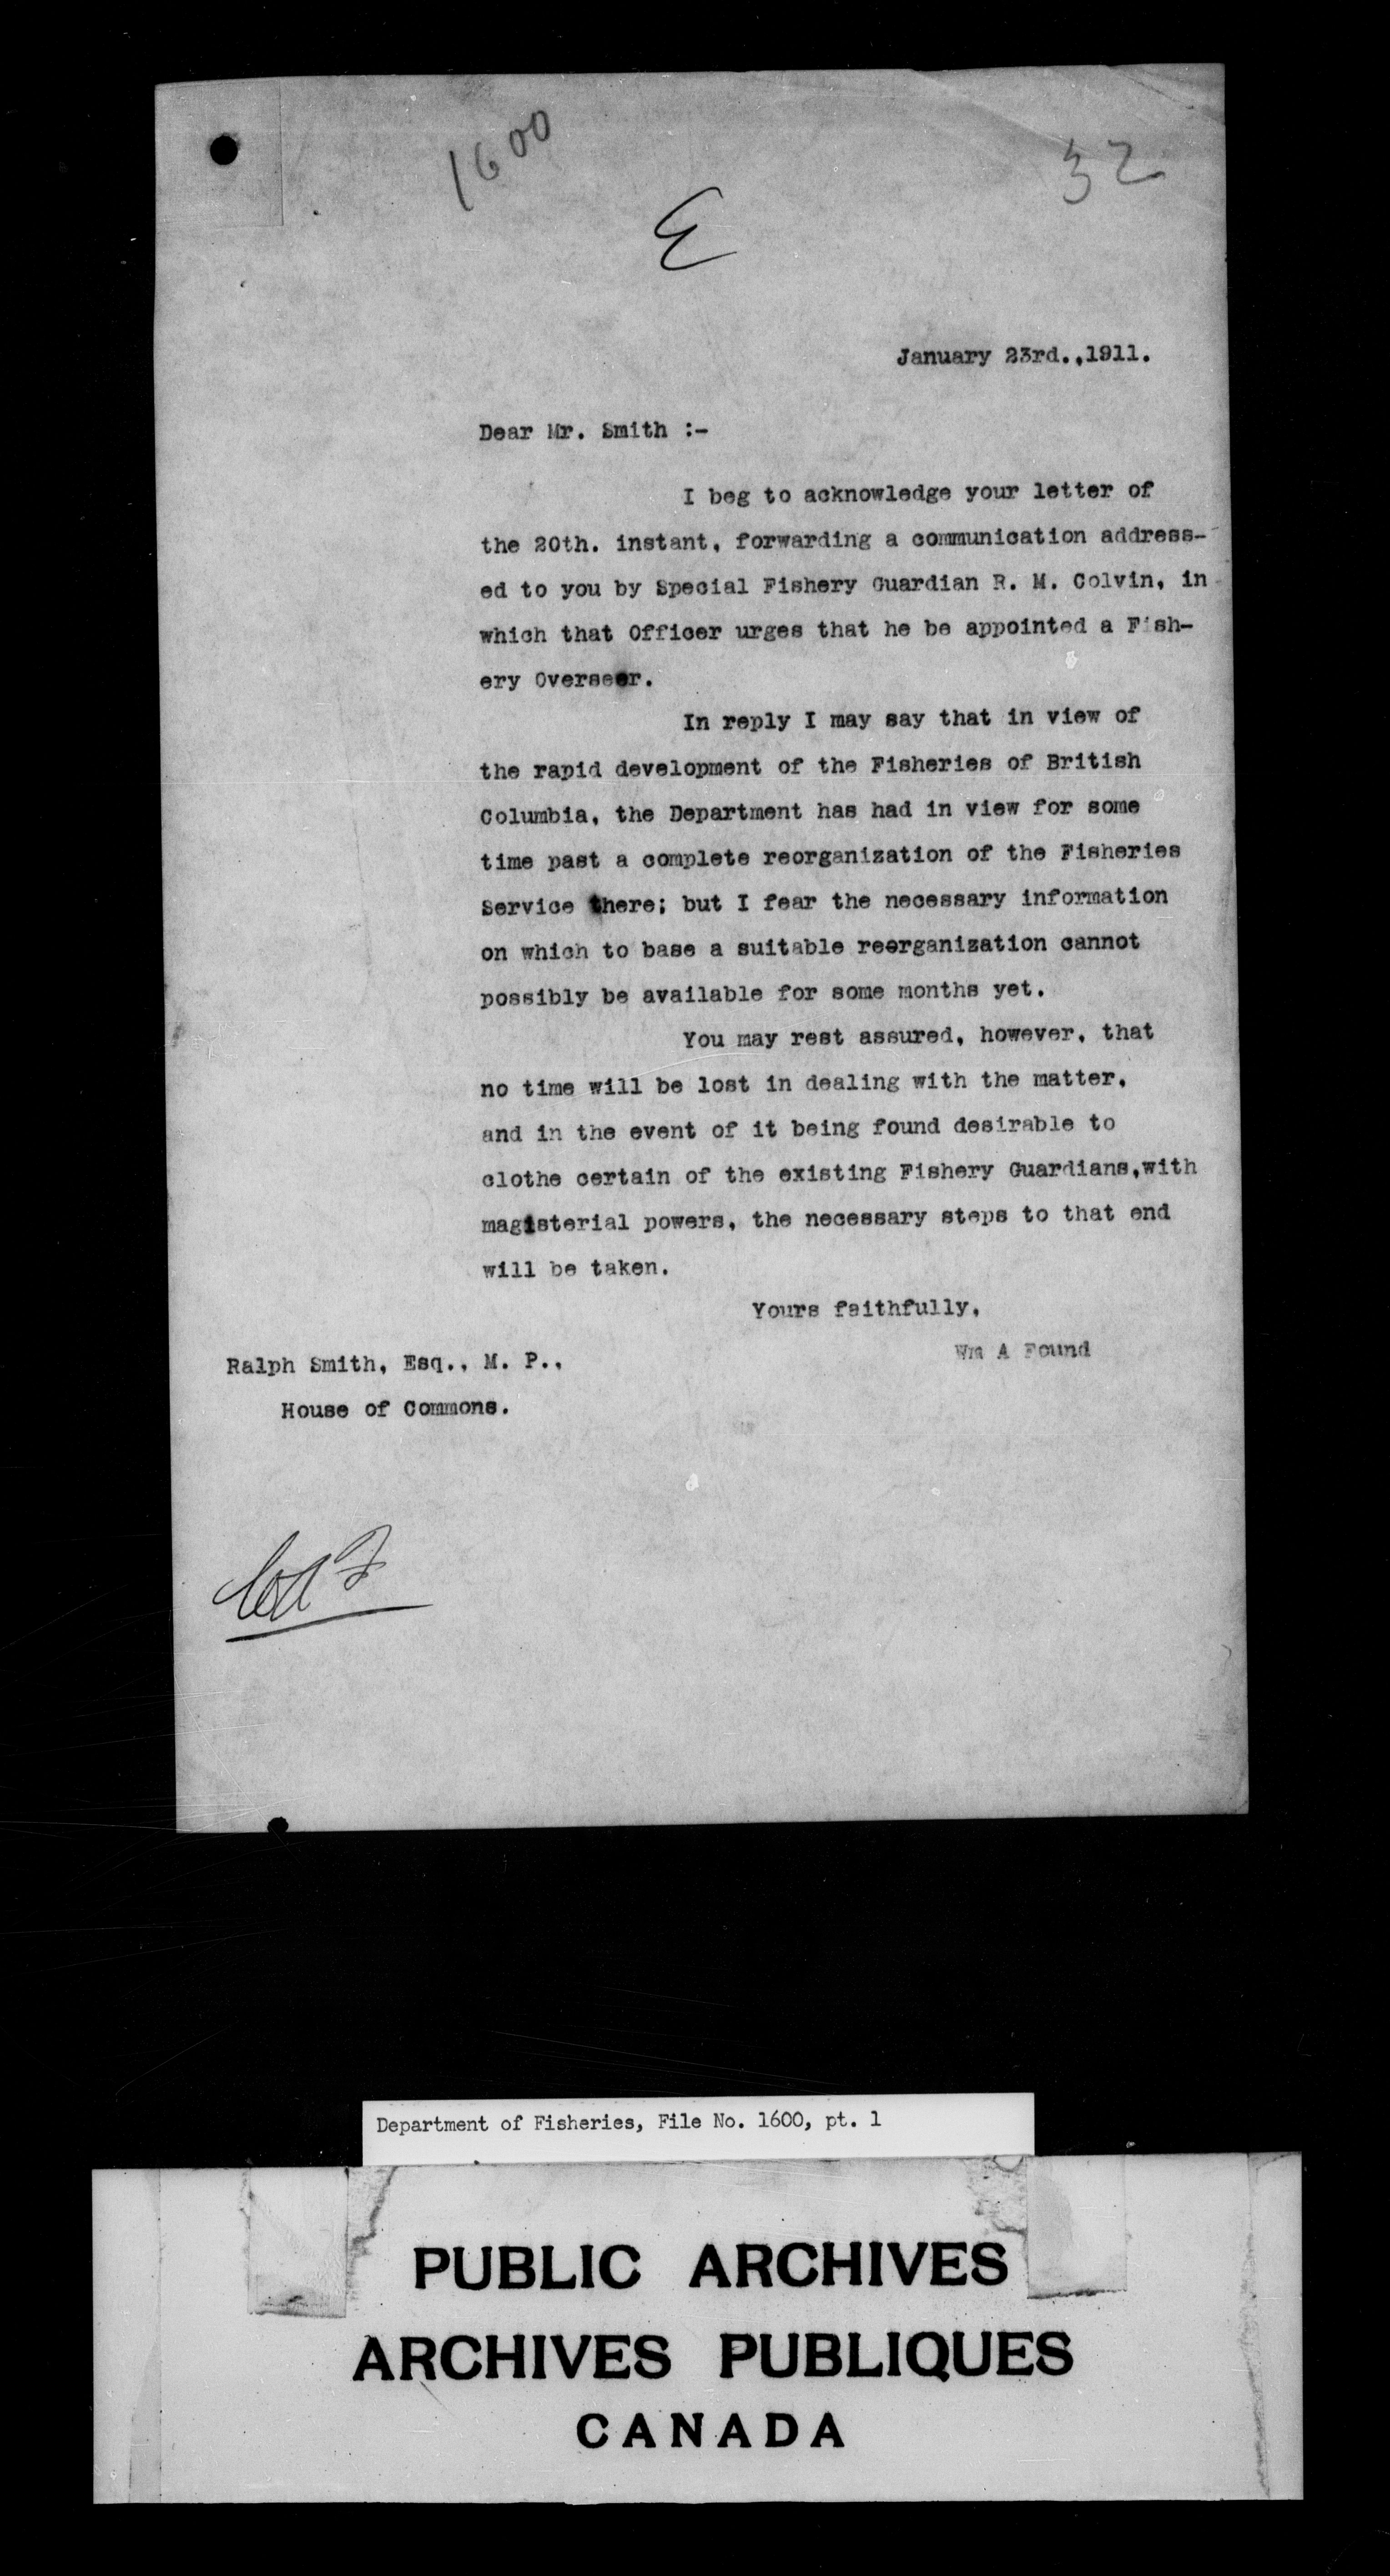 1600
32
E
January 23rd.,1911.
Dear Mr. Smith :-
I beg to acknowledge your letter of
the 20th. instant, forwarding a communication address-
ed to you by Special Fishery Guardian R. M. Colvin, in
which that Officer urges that he be appointed a Fish-
ery Overseer.
In reply I may say that in view of
the rapid development of the Fisheries of British
Columbia, the Department has had in view for some
time past a complete reorganization of the Fisheries
Service there; but I fear the necessary information
on which to base a suitable reorganization cannot
possibly be available for some months yet.
You may rest assured, however, that
no time will be lost in dealing with the matter,
and in the event of it being found desirable to
clothe certain of the existing Fishery Guardians,with
magisterial powers, the necessary steps to that end
will be taken.
Yours faithfully,
Wm A Found
Ralph Smith, Esq., M. P.,
House of Commons.
WAF
Department of Fisheries, File No. 1600, pt. 1
PUBLIC ARCHIVES
ARCHIVES PUBLIQUES
CANADA